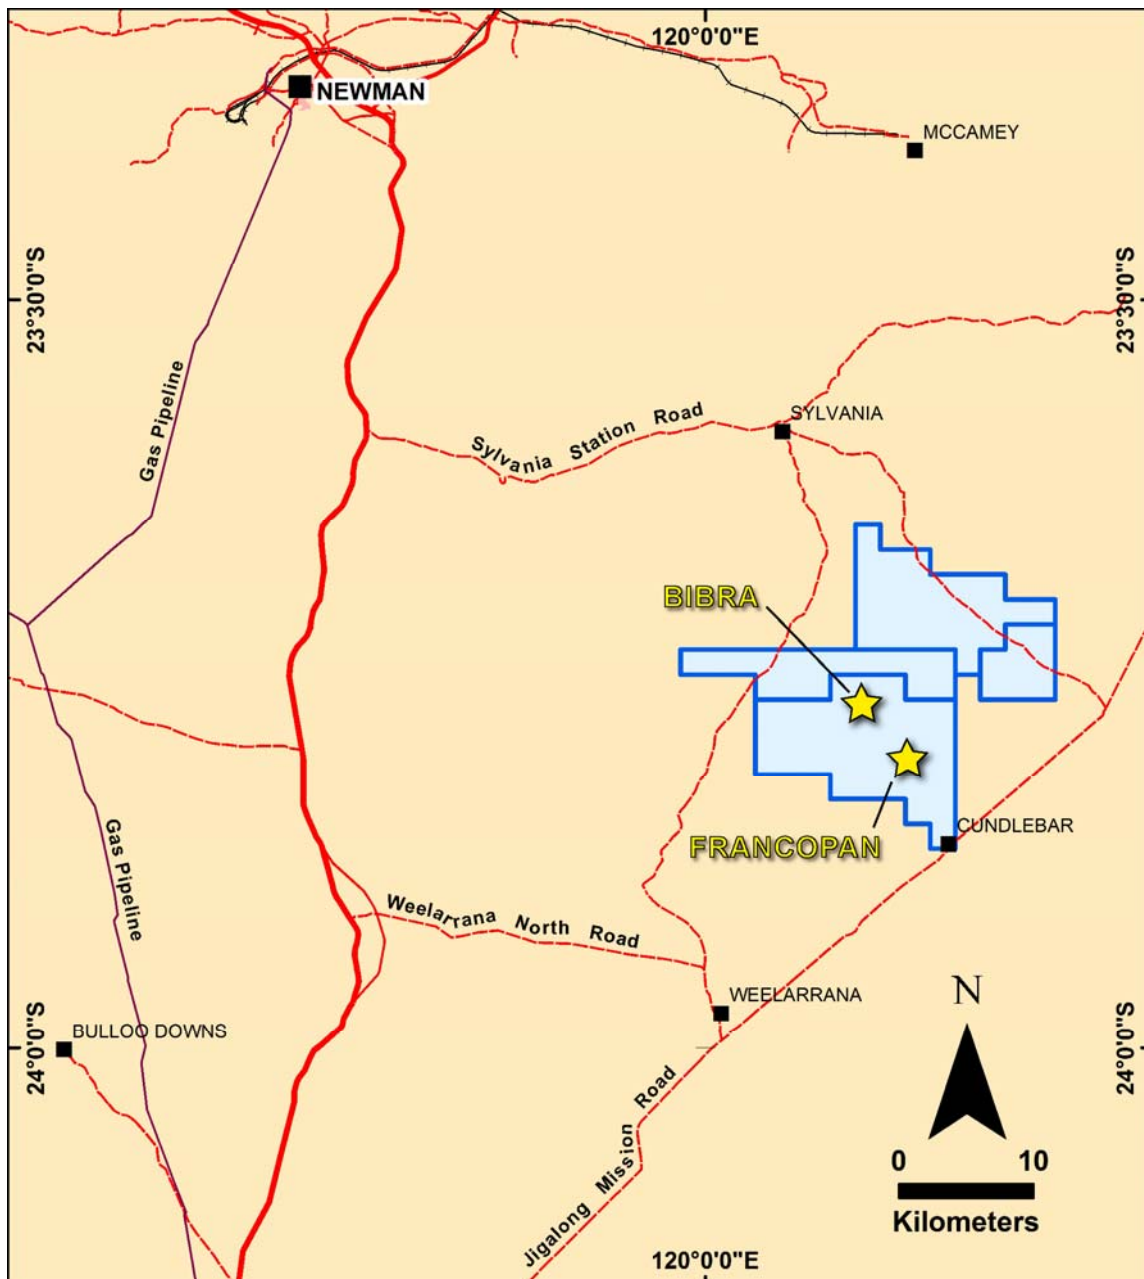 120°0'0"E
NEWMAN
MCCAMEY
23°30'0"S
23°30'0"S
Gas Pipeline
Sylvania Station Road
SYLVANIA
BIBRA
FRANCOPAN
CUNDLEBAR
Gas Pipeline
Weelarrana North Road
WEELARRANA
N
BULLOO DOWNS
24°0'0"S
24°0'0"S
Jigalong Mission Road
0 10
Kilometers
120°0'0"E